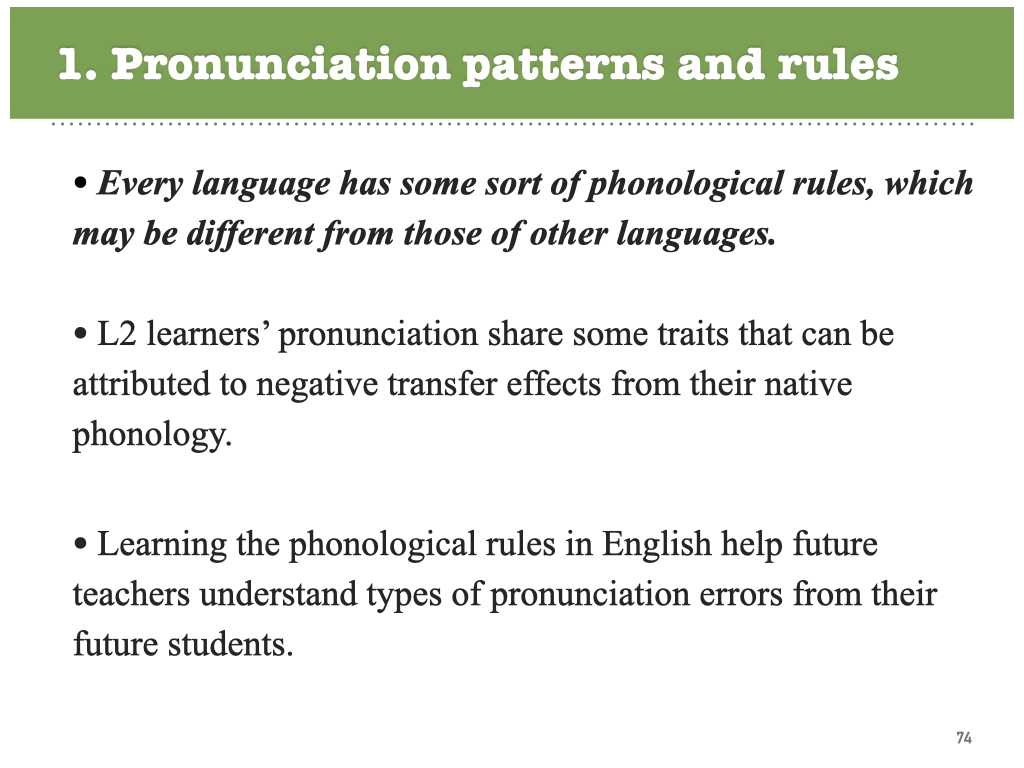 1. Pronunciation patterns and rules
• Every language has some sort of phonological rules, which
may be different from those of other languages.
• L2 learners’ pronunciation share some traits that can be
attributed to negative transfer effects from their native
phonology.
• Learning the phonological rules in English help future
teachers understand types of pronunciation errors from their
future students.
74